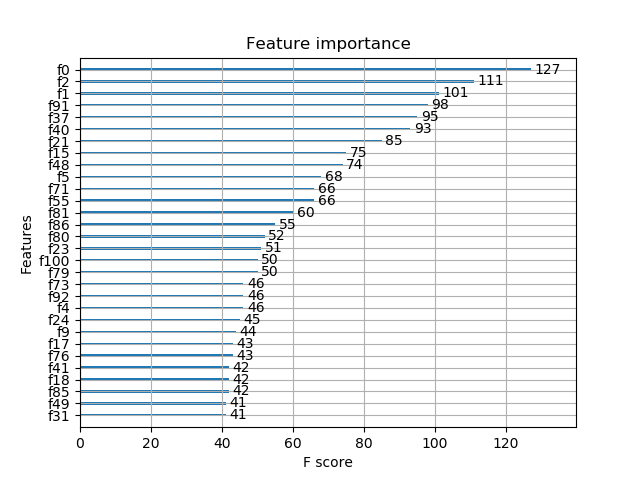 Feature importance
f0 127
f2 111
f1 101
f91 98
f37 95
f40 93
f21 85
f15 75
f48 74
f5 68
f71 66
f55 66
f81 60
f86 55
f80 52
f23 51
f100 50
f79 50
f73 46
f92 46
f4 46
f24 45
f9 44
f17 43
f76 43
f41 42
f18 42
f85 42
f49 41
f31 41
Features
0 20 40 60 80 100 120
F score